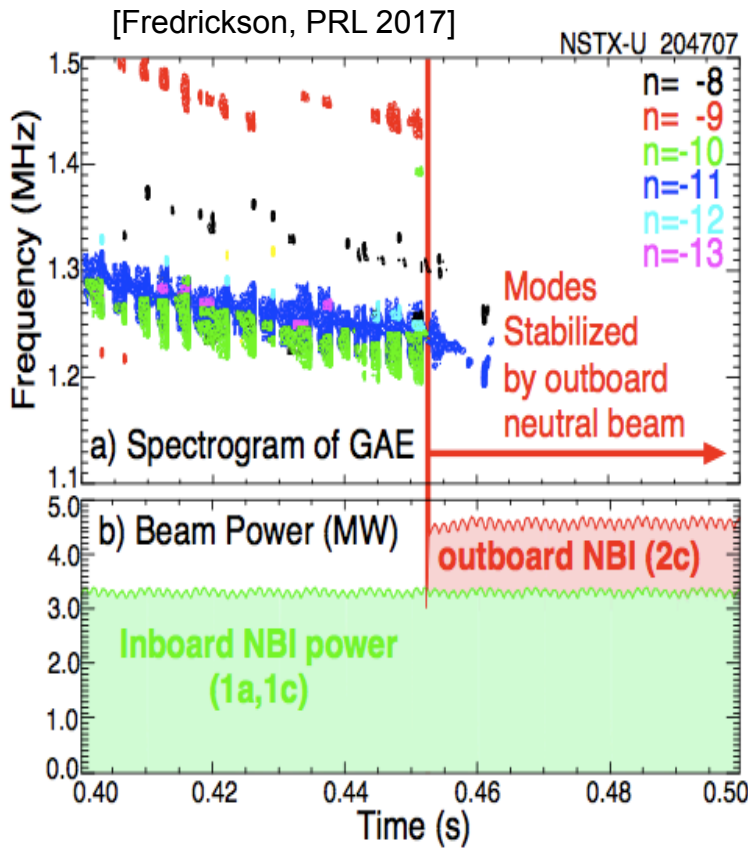 [Fredrickson, PRL 2017]
NSTX-U 204707
1.5
1.4
1.3
1.2
1.1
Frequency (MHz)
n= -8
n= -9
n=-10
n=-11
n=-12
n=-13
Modes
Stabilized
by outboard
neutral beam
a) Spectrogram of GAE
5.0
4.0
3.0
2.0
1.0
0.0
b) Beam Power (MW)
outboard NBI (2c)
Inboard NBI power
(1a,1c)
0.40
0.42
0.44
0.46
0.48
0.50
Time (s)